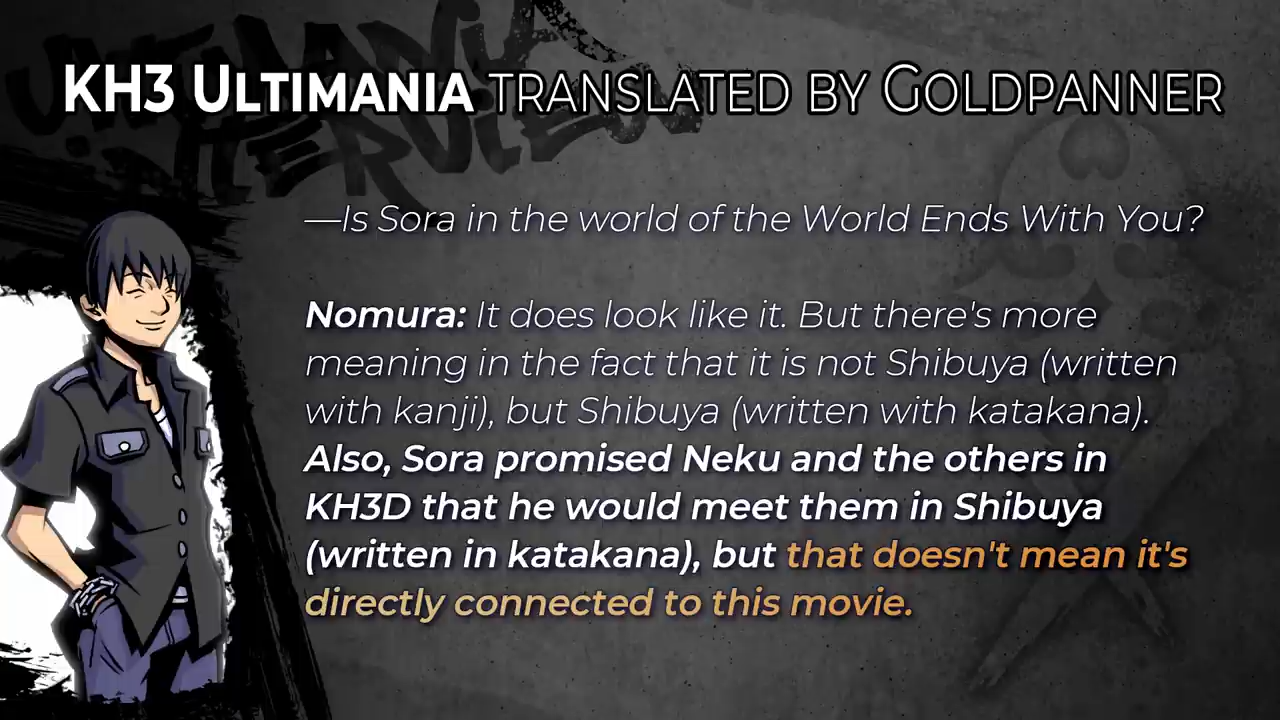 KH3 ULTIMANIA TRANSLATED BY GOLDPANNER
—Is Sora in the world of the World Ends With You?
Nomura: It does look like it. But there's more
meaning in the fact that it is not Shibuya (written
with kanji), but Shibuya (written with katakana).
Also, Sora promised Neku and the others in
KH3D that he would meet them in Shibuya
(written in katakana), but that doesn't mean it's
directly connected to this movie.